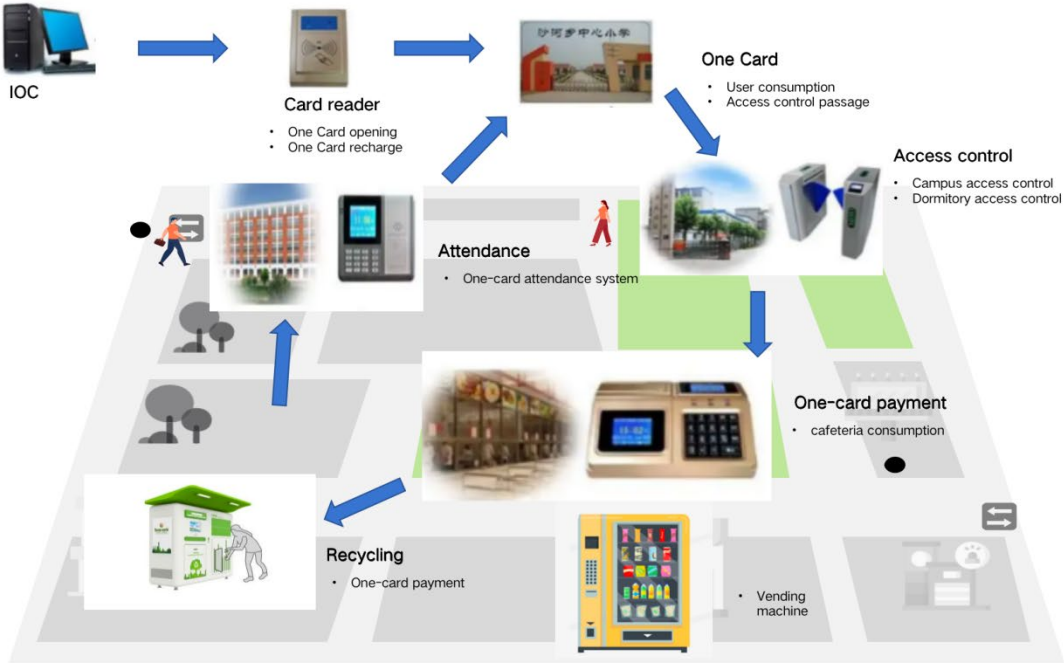 IOC
Card reader
• One Card opening
• One Card recharge
沙河乡中心小学
One Card
• User consumption
• Access control passage
Access control
• Campus access control
• Dormitory access control
Attendance
• One-card attendance system
One-card payment
• cafeteria consumption
Recycling
• One-card payment
• Vending
machine